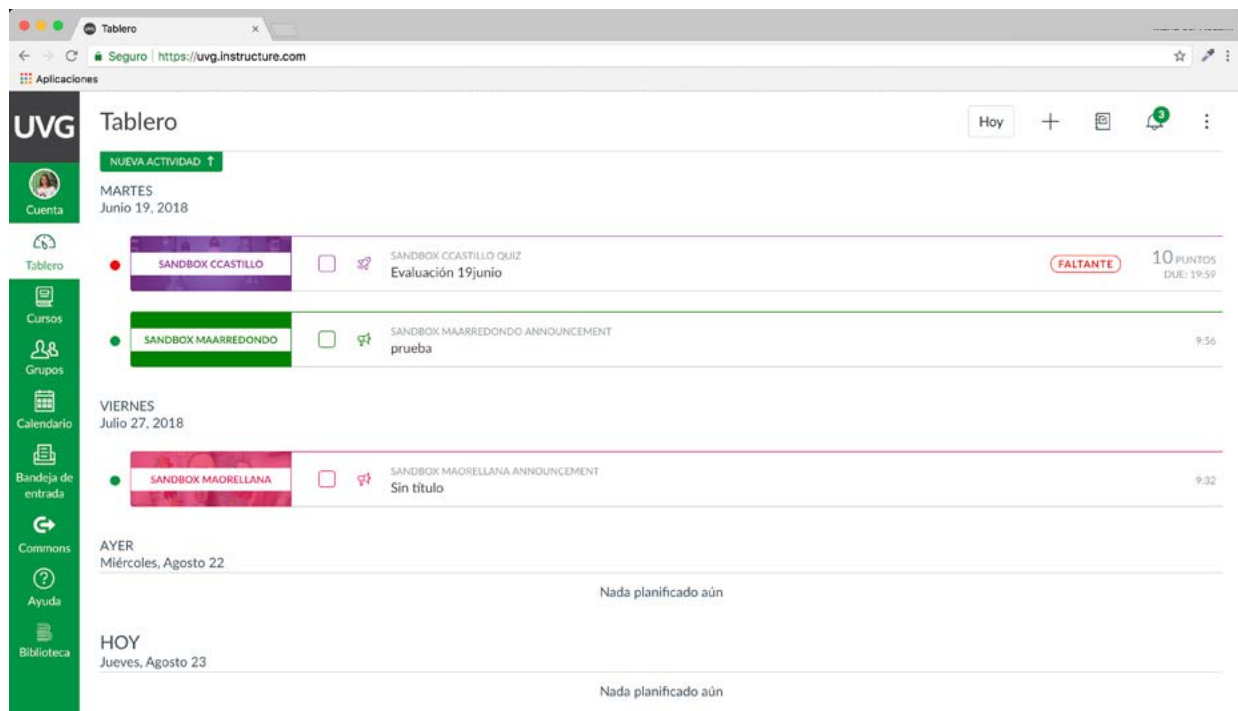 Tablero
Seguro | https://uvg.instructure.com
Aplicaciones
UVG
Tablero
Hoy
3
NUEVA ACTIVIDAD ↑
MARTES
Junio 19, 2018
SANDBOX CCASTILLO
SANDBOX CCASTILLO QUIZ
Evaluación 19junio
FALTANTE
10 PUNTOS
DUE: 19:59
SANDBOX MAARREDONDO
SANDBOX MAARREDONDO ANNOUNCEMENT
prueba
9:56
VIERNES
Julio 27, 2018
SANDBOX MAORELLANA
SANDBOX MAORELLANA ANNOUNCEMENT
Sin título
9:32
AYER
Miércoles, Agosto 22
Nada planificado aún
HOY
Jueves, Agosto 23
Nada planificado aún
Cuenta
Tablero
Cursos
Grupos
Calendario
Bandeja de
entrada
Commons
Ayuda
Biblioteca